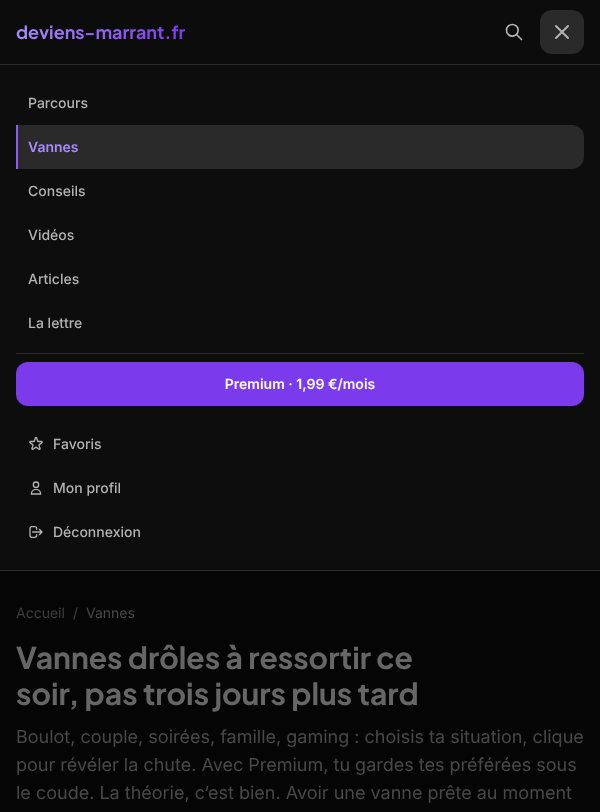 deviens-marrant.fr
Parcours
Vannes
Conseils
Vidéos
Articles
La lettre
Premium · 1,99 €/mois
Favoris
Mon profil
Déconnexion
Accueil / Vannes
Vannes drôles à ressortir ce
soir, pas trois jours plus tard
Boulot, couple, soirées, famille, gaming : choisis ta situation, clique
pour révéler la chute. Avec Premium, tu gardes tes préférées sous
le coude. La théorie, c’est bien. Avoir une vanne prête au moment